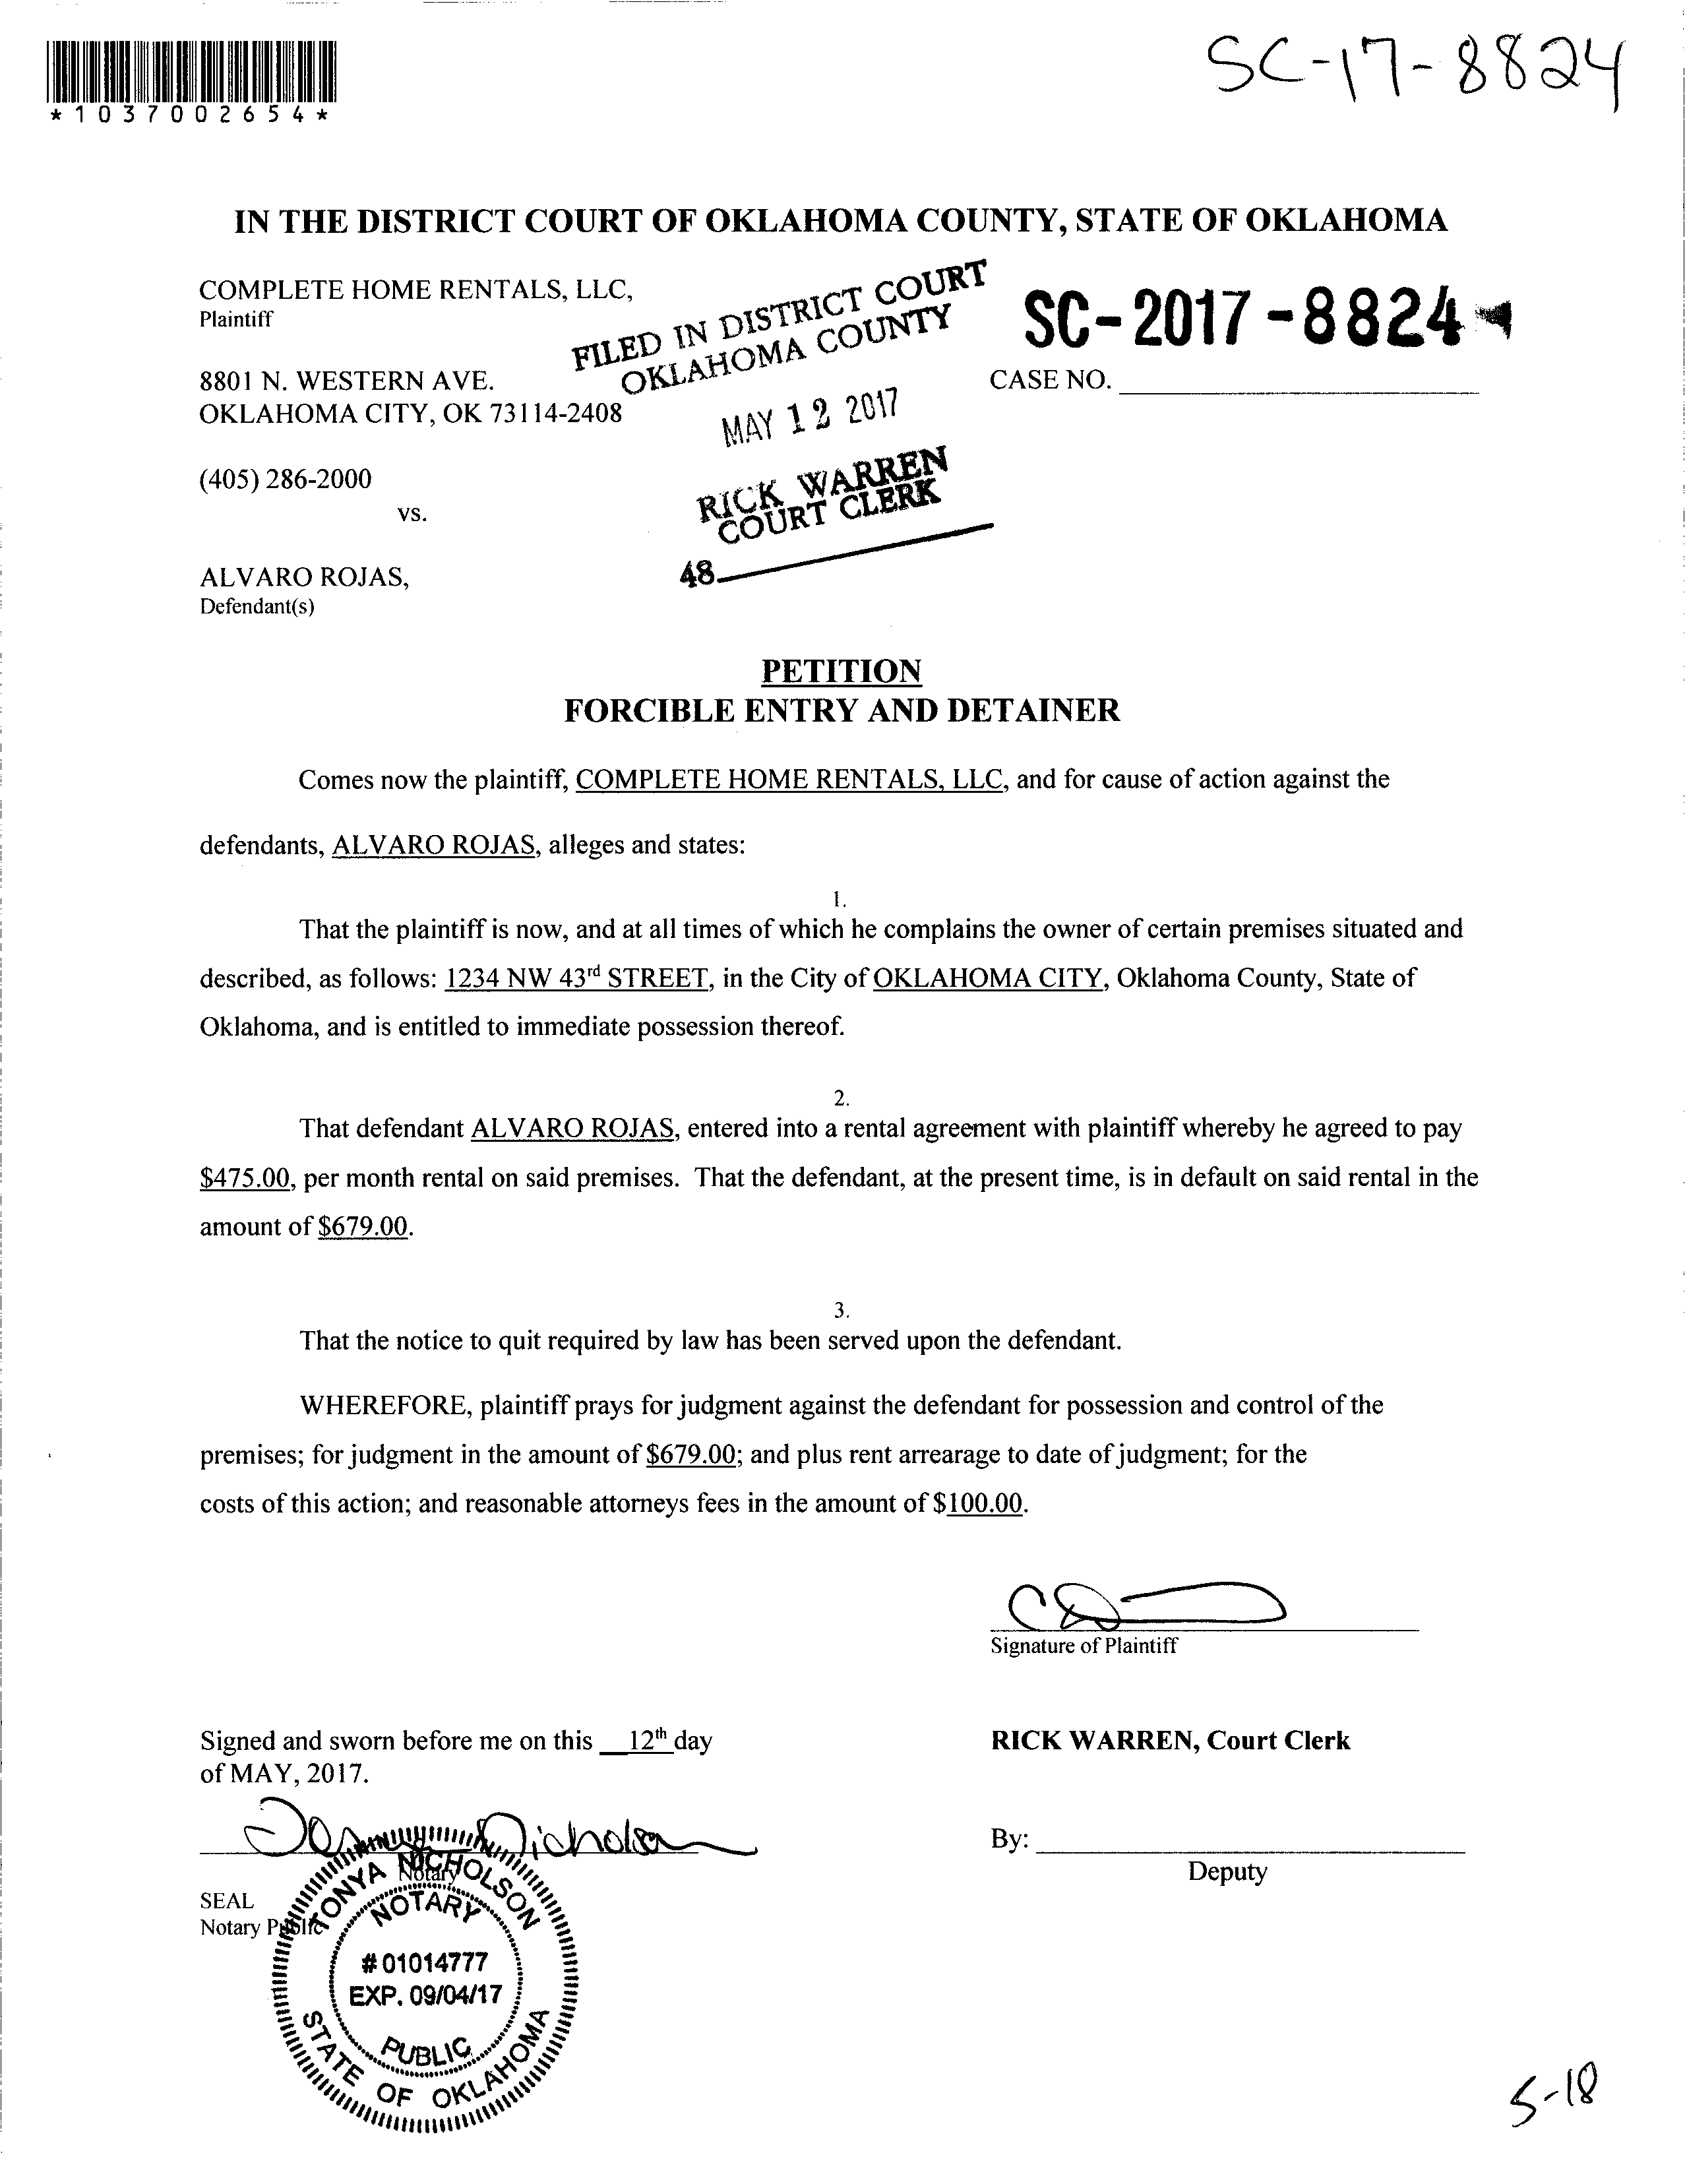 SC-17-8824
*1037002654*
IN THE DISTRICT COURT OF OKLAHOMA COUNTY, STATE OF OKLAHOMA
COMPLETE HOME RENTALS, LLC,
Plaintiff
8801 N. WESTERN AVE.
OKLAHOMA CITY, OK 73114-2408
(405) 286-2000
vs.
ALVARO ROJAS,
Defendant(s)
FILED IN DISTRICT COURT
OKLAHOMA COUNTY
MAY 12 2017
RICK WARREN
COURT CLERK
48
SC-2017-8824
CASE NO.
PETITION
FORCIBLE ENTRY AND DETAINER
Comes now the plaintiff, COMPLETE HOME RENTALS, LLC, and for cause of action against the
defendants, ALVARO ROJAS, alleges and states:
1.
That the plaintiff is now, and at all times of which he complains the owner of certain premises situated and
described, as follows: 1234 NW 43rd STREET, in the City of OKLAHOMA CITY, Oklahoma County, State of
Oklahoma, and is entitled to immediate possession thereof.
2.
That defendant ALVARO ROJAS, entered into a rental agreement with plaintiff whereby he agreed to pay
$475.00, per month rental on said premises. That the defendant, at the present time, is in default on said rental in the
amount of $679.00.
3.
That the notice to quit required by law has been served upon the defendant.
WHEREFORE, plaintiff prays for judgment against the defendant for possession and control of the
premises; for judgment in the amount of $679.00; and plus rent arrearage to date of judgment; for the
costs of this action; and reasonable attorneys fees in the amount of $100.00.
Signature of Plaintiff
Signed and sworn before me on this 12th day
of MAY, 2017.
RICK WARREN, Court Clerk
Tonya Nicholson
Notary
By:
Deputy
SEAL
Notary Public
TONYA NICHOLSON
NOTARY
#01014777
EXP. 09/04/17
PUBLIC
STATE OF OKLAHOMA
5-18